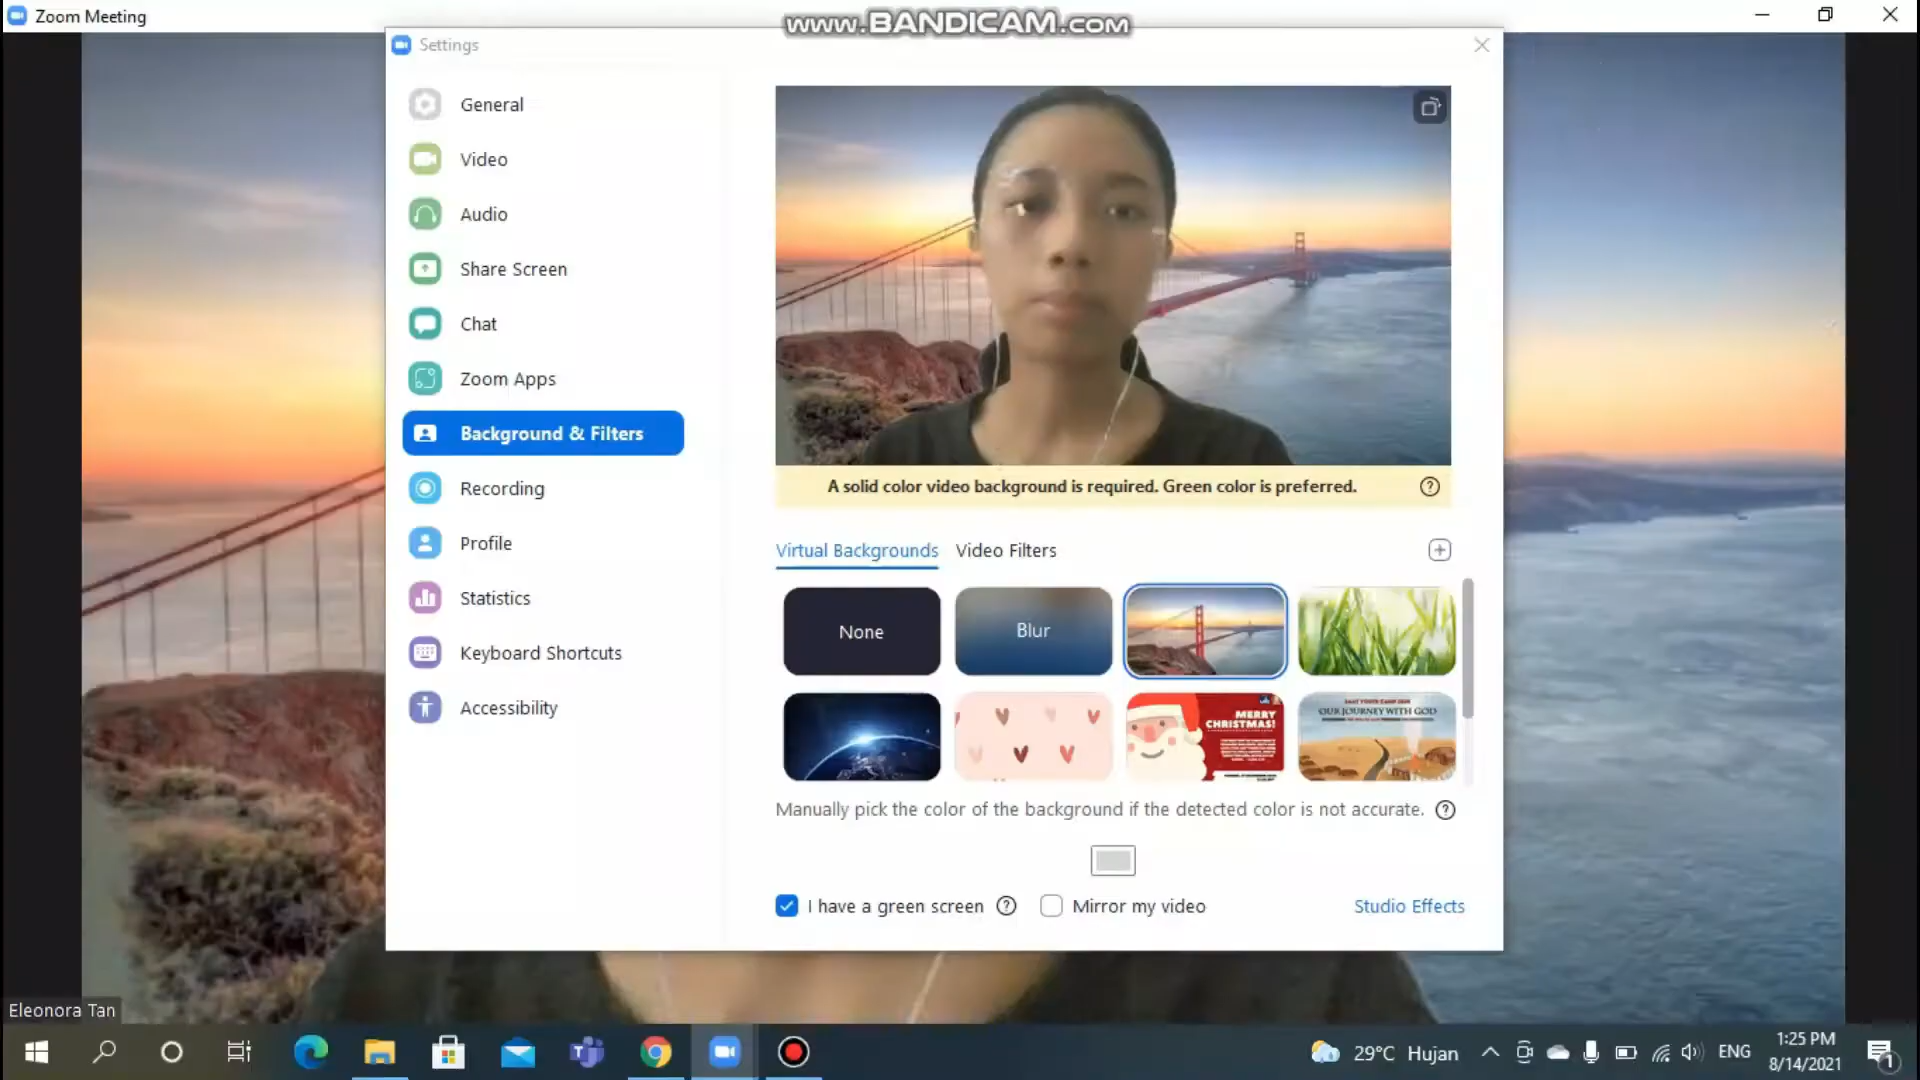 Zoom Meeting
www.BANDICAM.com
Settings
General
Video
Audio
Share Screen
Chat
Zoom Apps
Background & Filters
Recording
Profile
Statistics
Keyboard Shortcuts
Accessibility
A solid color video background is required. Green color is preferred.
Virtual Backgrounds
Video Filters
None
Blur
MERRY
CHRISTMAS!
OUR JOURNEY WITH GOD
Manually pick the color of the background if the detected color is not accurate.
I have a green screen
Mirror my video
Studio Effects
Eleonora Tan
29°C Hujan
ENG
1:25 PM
8/14/2021
1